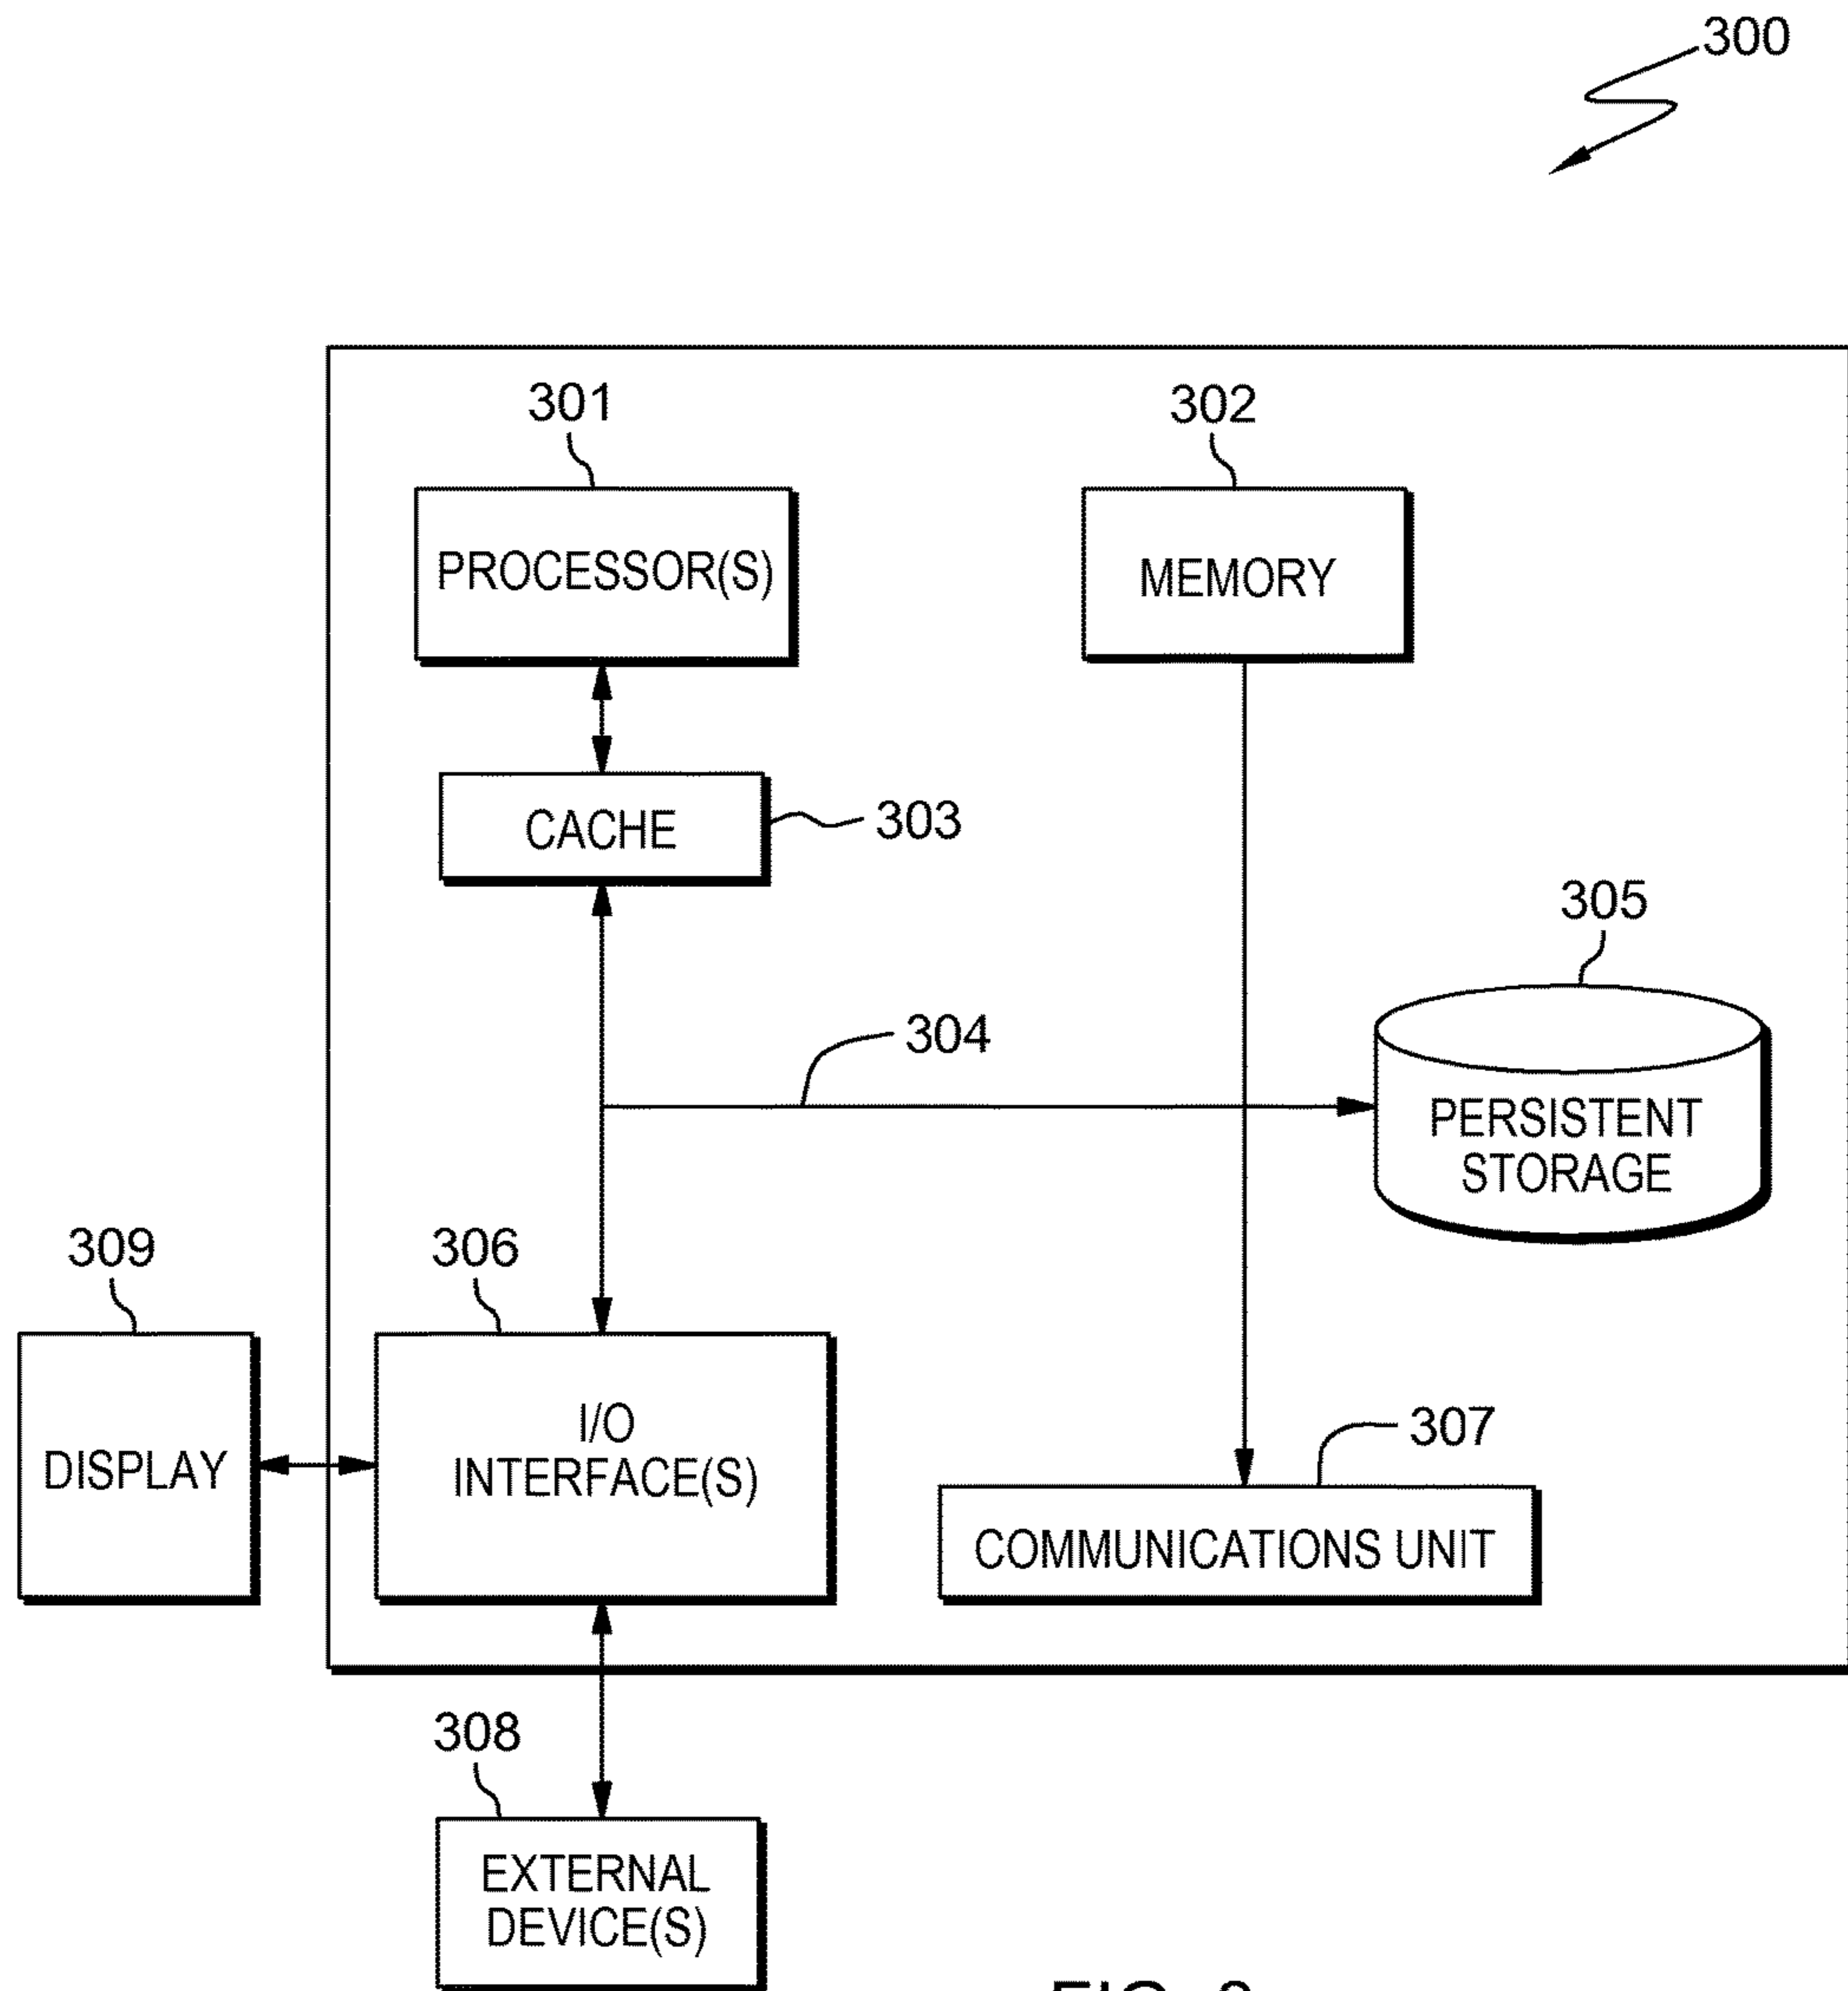 300
301
302
PROCESSOR(S)
MEMORY
CACHE
303
305
304
PERSISTENT
STORAGE
309
306
DISPLAY
I/O
INTERFACE(S)
307
COMMUNICATIONS UNIT
308
EXTERNAL
DEVICE(S)
FIG.